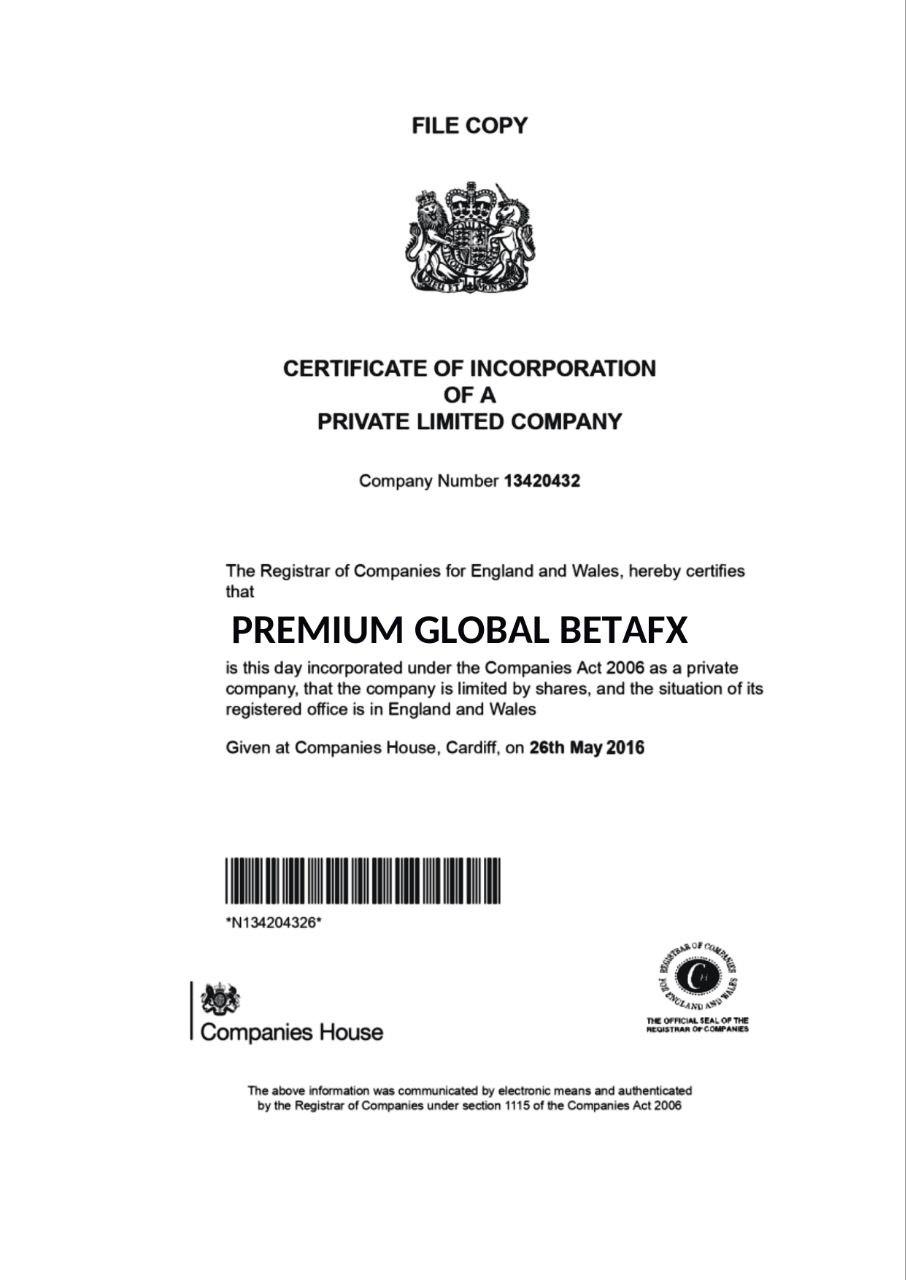 FILE COPY
DIEU ET MON DROIT
CERTIFICATE OF INCORPORATION
OF A
PRIVATE LIMITED COMPANY
Company Number 13420432
The Registrar of Companies for England and Wales, hereby certifies
that
PREMIUM GLOBAL BETAFX
is this day incorporated under the Companies Act 2006 as a private
company, that the company is limited by shares, and the situation of its
registered office is in England and Wales
Given at Companies House, Cardiff, on 26th May 2016
*N134204326*
Companies House
REGISTRAR OF COMPANIES
FOR ENGLAND AND WALES
CH
THE OFFICIAL SEAL OF THE
REGISTRAR OF COMPANIES
The above information was communicated by electronic means and authenticated
by the Registrar of Companies under section 1115 of the Companies Act 2006